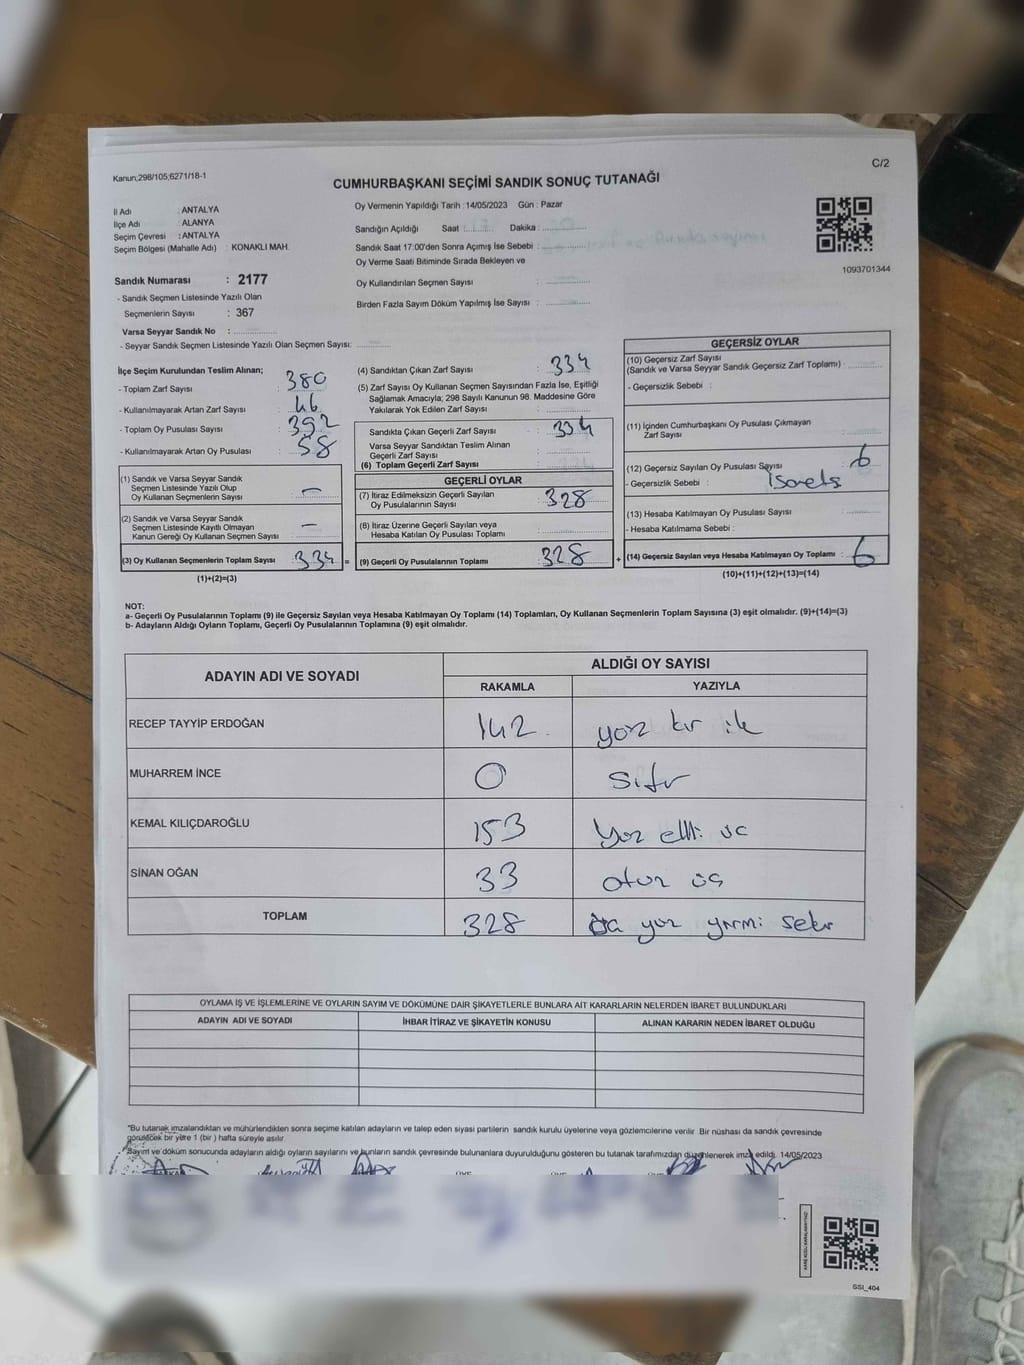 Kanun;298/105;6271/18-1
C/2
CUMHURBAŞKANI SEÇİMİ SANDIK SONUÇ TUTANAĞI
İl Adı : ANTALYA
İlçe Adı : ALANYA
Seçim Çevresi : ANTALYA
Seçim Bölgesi (Mahalle Adı) : KONAKLI MAH.
Sandık Numarası : 2177
- Sandık Seçmen Listesinde Yazılı Olan
Seçmenlerin Sayısı : 367
Varsa Seyyar Sandık No :
- Seyyar Sandık Seçmen Listesinde Yazılı Olan Seçmen Sayısı:
Oy Vermenin Yapıldığı Tarih :14/05/2023 Gün : Pazar
Sandığın Açıldığı Saat : Dakika :
Sandık Saat 17:00'den Sonra Açımış İse Sebebi :
Oy Verme Saati Bitiminde Sırada Bekleyen ve
Oy Kullandırılan Seçmen Sayısı :
Birden Fazla Sayım Döküm Yapılmış İse Sayısı :
1093701344
İlçe Seçim Kurulundan Teslim Alınan;
- Toplam Zarf Sayısı : 380
- Kullanılmayarak Artan Zarf Sayısı : 46
- Toplam Oy Pusulası Sayısı : 392
- Kullanılmayarak Artan Oy Pusulası : 58
(1) Sandık ve Varsa Seyyar Sandık
Seçmen Listesinde Yazılı Olup
Oy Kullanan Seçmenlerin Sayısı : –
(2) Sandık ve Varsa Seyyar Sandık
Seçmen Listesinde Kayıtlı Olmayan
Kanun Gereği Oy Kullanan Seçmen Sayısı : –
(3) Oy Kullanan Seçmenlerin Toplam Sayısı : 334 =
(1)+(2)=(3)
(4) Sandıktan Çıkan Zarf Sayısı : 334
(5) Zarf Sayısı Oy Kullanan Seçmen Sayısından Fazla İse, Eşitliği
Sağlamak Amacıyla; 298 Sayılı Kanunun 98. Maddesine Göre
Yakılarak Yok Edilen Zarf Sayısı :
Sandıkta Çıkan Geçerli Zarf Sayısı : 334
Varsa Seyyar Sandıktan Teslim Alınan
Geçerli Zarf Sayısı :
(6) Toplam Geçerli Zarf Sayısı :
GEÇERLİ OYLAR
(7) İtiraz Edilmeksizin Geçerli Sayılan
Oy Pusulalarının Sayısı : 328
(8) İtiraz Üzerine Geçerli Sayılan veya
Hesaba Katılan Oy Pusulası Toplamı :
(9) Geçerli Oy Pusulalarının Toplamı : 328 +
GEÇERSİZ OYLAR
(10) Geçersiz Zarf Sayısı
(Sandık ve Varsa Seyyar Sandık Geçersiz Zarf Toplamı) :
- Geçersizlik Sebebi :
(11) İçinden Cumhurbaşkanı Oy Pusulası Çıkmayan
Zarf Sayısı :
(12) Geçersiz Sayılan Oy Pusulası Sayısı : 6
- Geçersizlik Sebebi :
(13) Hesaba Katılmayan Oy Pusulası Sayısı :
- Hesaba Katılmama Sebebi :
(14) Geçersiz Sayılan veya Hesaba Katılmayan Oy Toplamı : 6
(10)+(11)+(12)+(13)=(14)
NOT:
a- Geçerli Oy Pusulalarının Toplamı (9) ile Geçersiz Sayılan veya Hesaba Katılmayan Oy Toplamı (14) Toplamları, Oy Kullanan Seçmenlerin Toplam Sayısına (3) eşit olmalıdır. (9)+(14)=(3)
b- Adayların Aldığı Oyların Toplamı, Geçerli Oy Pusulalarının Toplamına (9) eşit olmalıdır.
ADAYIN ADI VE SOYADI ALDIĞI OY SAYISI
RAKAMLA YAZIYLA
RECEP TAYYİP ERDOĞAN 142 yüz kır ik
MUHARREM İNCE 0 sıfır
KEMAL KILIÇDAROĞLU 153 Yüz elli üç
SİNAN OĞAN 33 otuz üç
TOPLAM 328 yüz yirmi sekiz
OYLAMA İŞ VE İŞLEMLERİNE VE OYLARIN SAYIM VE DÖKÜMÜNE DAİR ŞİKAYETLERLE BUNLARA AİT KARARLARIN NELERDEN İBARET BULUNDUKLARI
ADAYIN ADI VE SOYADI İHBAR İTİRAZ VE ŞİKAYETİN KONUSU ALINAN KARARIN NEDEN İBARET OLDUĞU
*Bu tutanak imzalandıktan ve mühürlendikten sonra seçime katılan adayların ve talep eden siyasi partilerin sandık kurulu üyelerine veya gözlemcilerine verilir. Bir nüshası da sandık çevresinde
görülecek bir yere 1 (bir ) hafta süreyle asılır.
*Sayım ve döküm sonucunda adayların aldığı oyların sayılarını ve bunların sandık çevresinde bulunanlara duyurulduğunu gösteren bu tutanak tarafımızdan düzenlenerek imza edildi. 14/05/2023
SSI_404